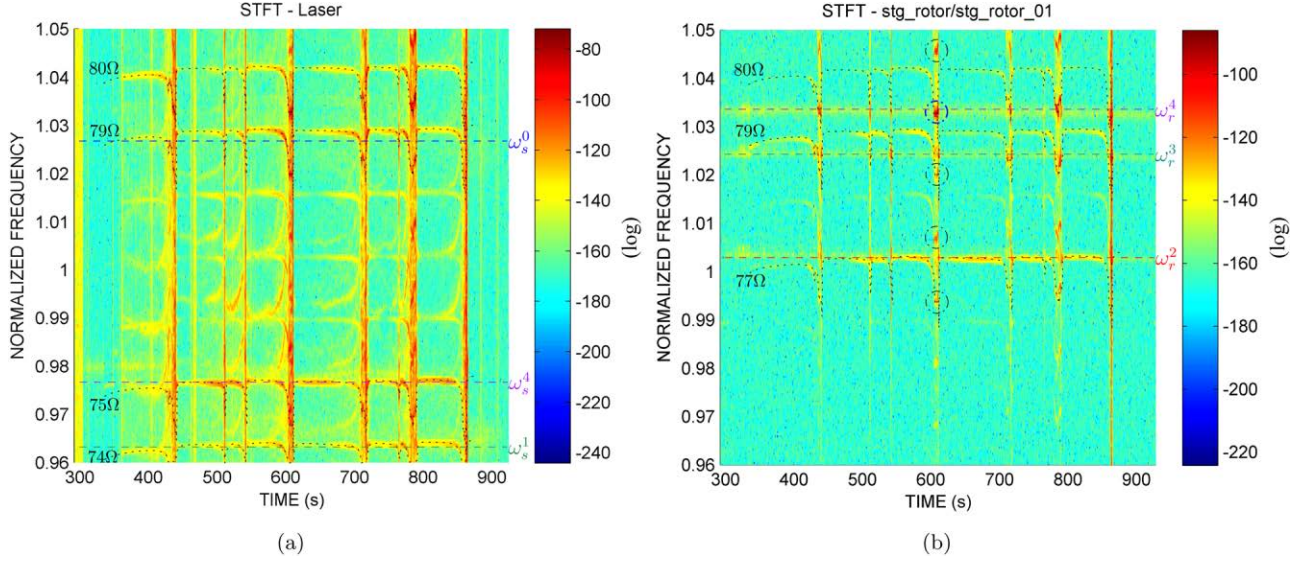 STFT - Laser
NORMALIZED FREQUENCY
1.05
1.04
1.03
1.02
1.01
1
0.99
0.98
0.97
0.96
80Ω
79Ω
75Ω
74Ω
ω_s^0
ω_s^4
ω_s^1
300 400 500 600 700 800 900
TIME (s)
-80
-100
-120
-140
-160
-180
-200
-220
-240
(log)
(a)
STFT - stg_rotor/stg_rotor_01
NORMALIZED FREQUENCY
1.05
1.04
1.03
1.02
1.01
1
0.99
0.98
0.97
0.96
80Ω
79Ω
77Ω
ω_r^4
ω_r^3
ω_r^2
300 400 500 600 700 800 900
TIME (s)
-100
-120
-140
-160
-180
-200
-220
(log)
(b)